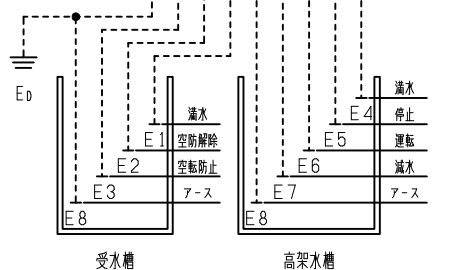 ED
満水
E1 空防解除
E2 空転防止
E3 アース
E8
受水槽
満水
E4 停止
E5 運転
E6 減水
E7 アース
E8
高架水槽